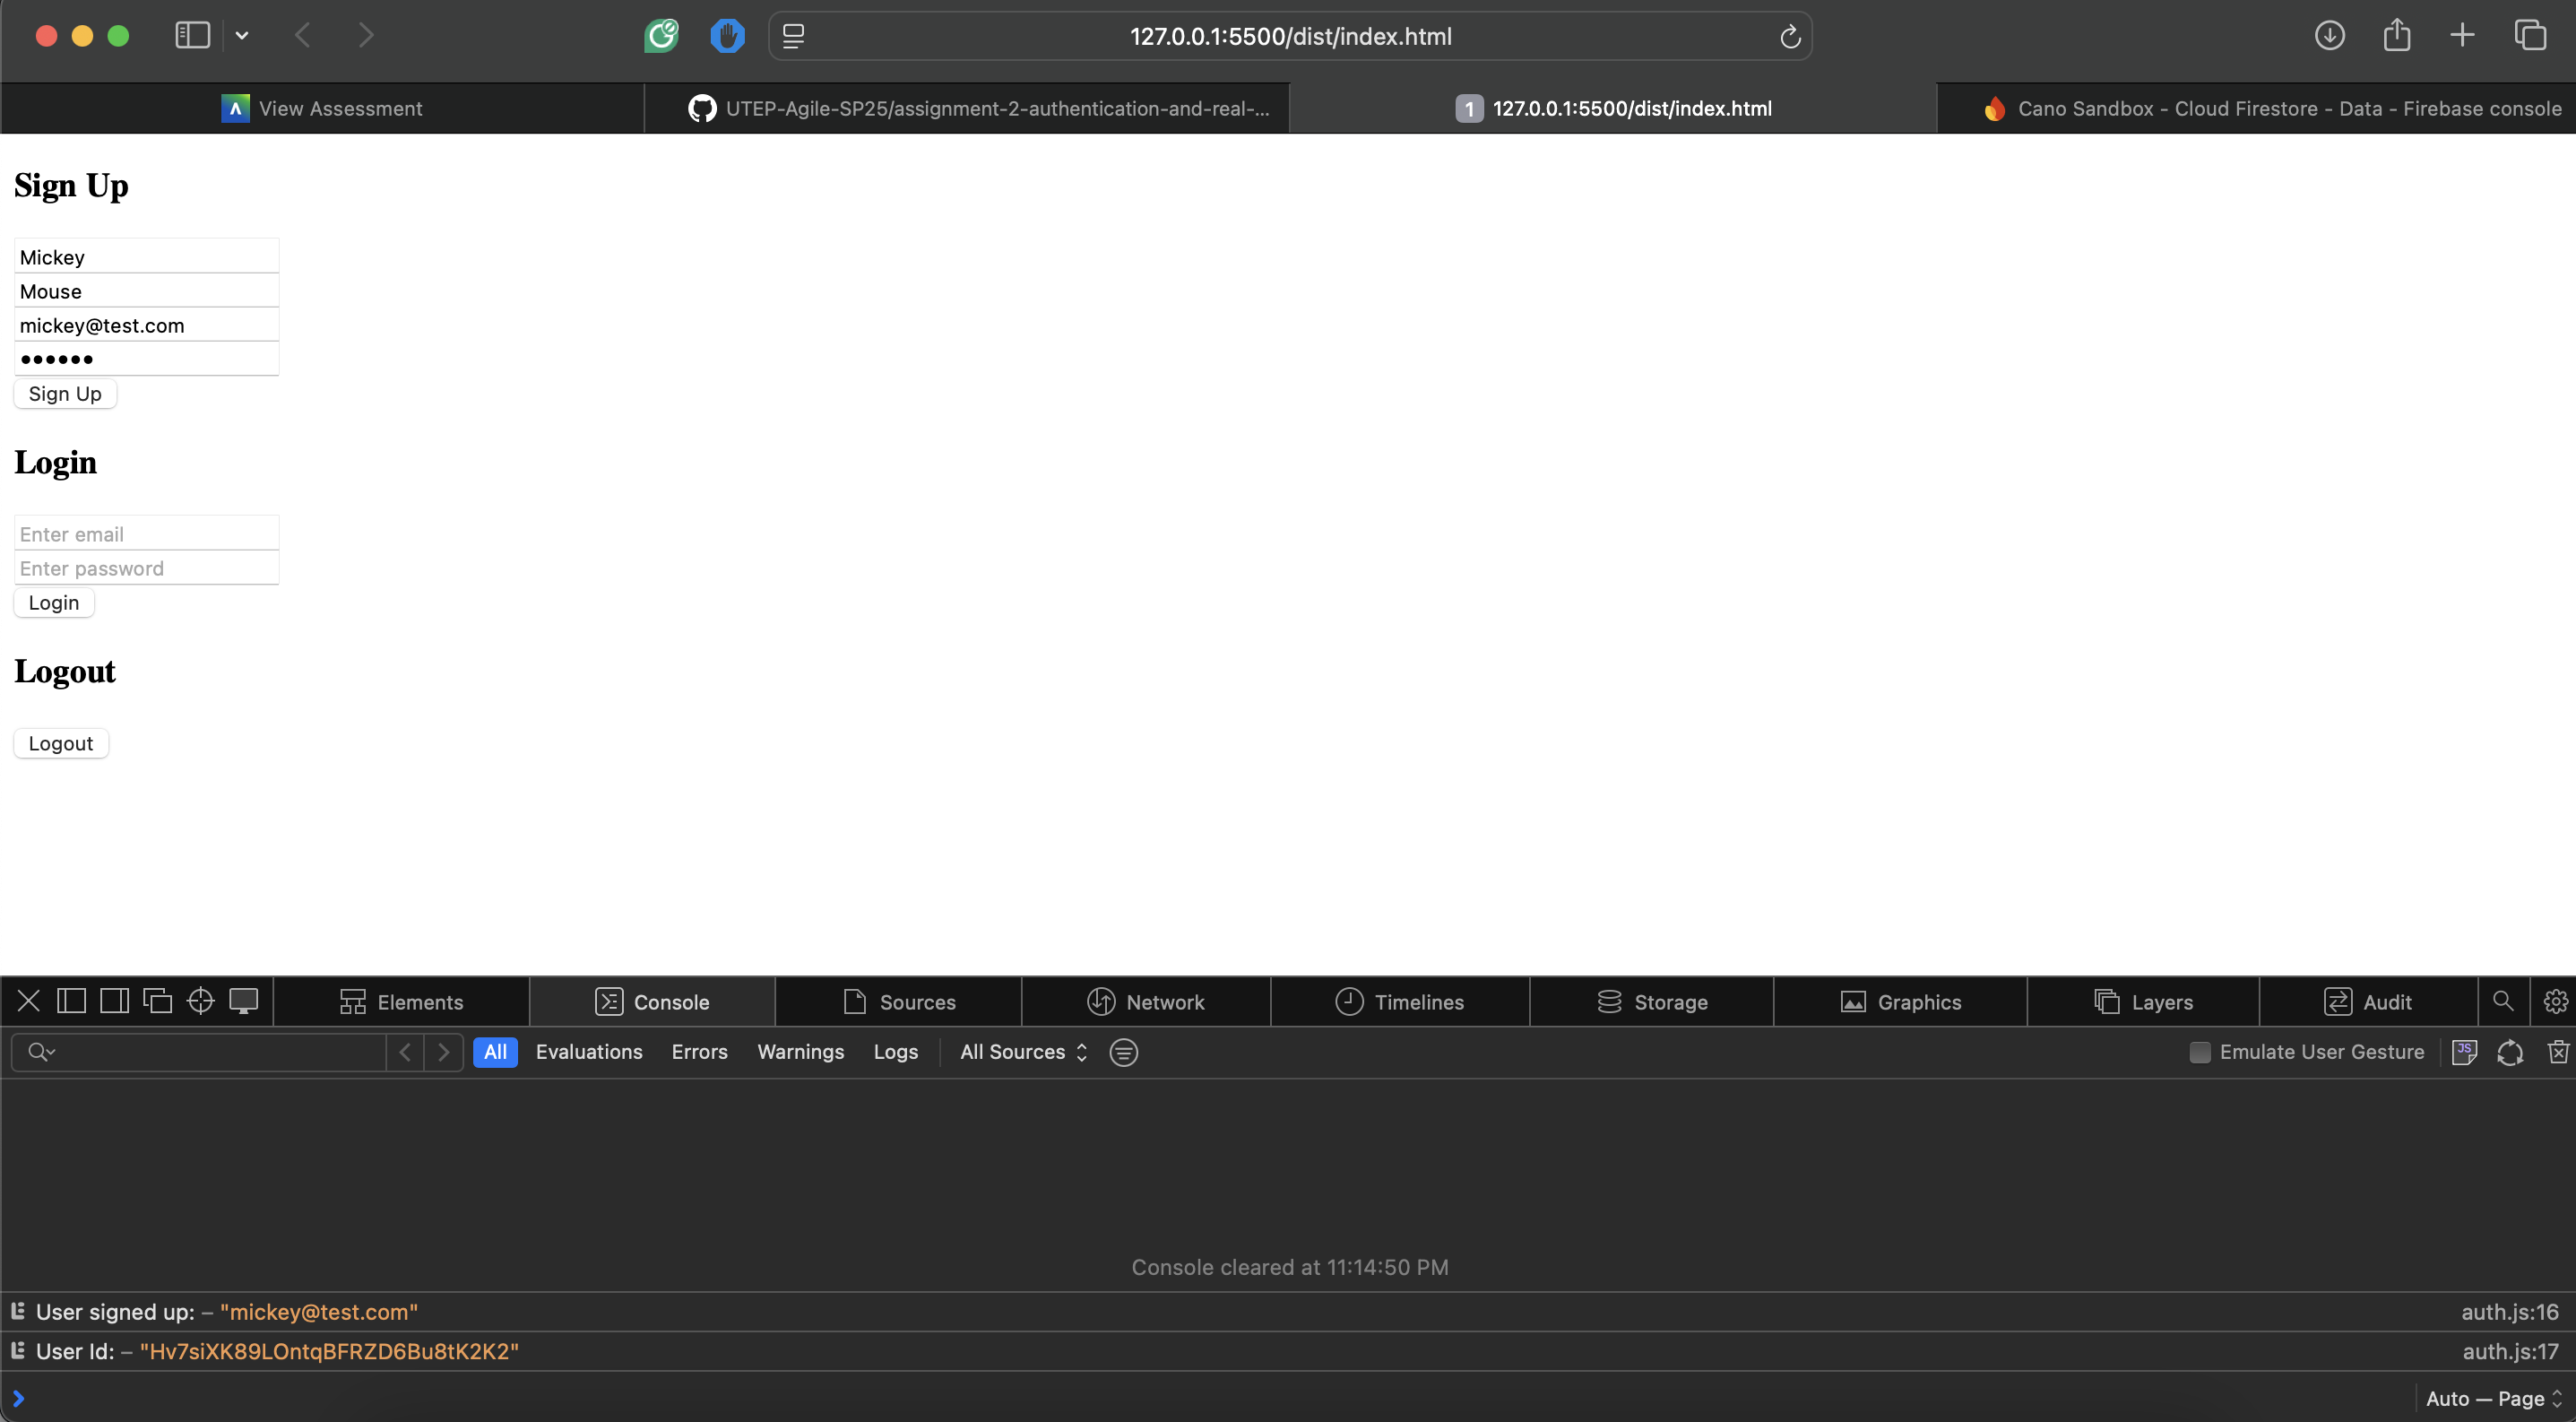 127.0.0.1:5500/dist/index.html
View Assessment
UTEP-Agile-SP25/assignment-2-authentication-and-real-...
1 127.0.0.1:5500/dist/index.html
Cano Sandbox - Cloud Firestore - Data - Firebase console
Sign Up
Mickey
Mouse
mickey@test.com
••••••
Sign Up
Login
Enter email
Enter password
Login
Logout
Logout
Elements Console Sources Network Timelines Storage Graphics Layers Audit
All Evaluations Errors Warnings Logs All Sources Emulate User Gesture JS
Console cleared at 11:14:50 PM
User signed up: – "mickey@test.com" auth.js:16
User Id: – "Hv7siXK89LOntqBFRZD6Bu8tK2K2" auth.js:17
Auto — Page